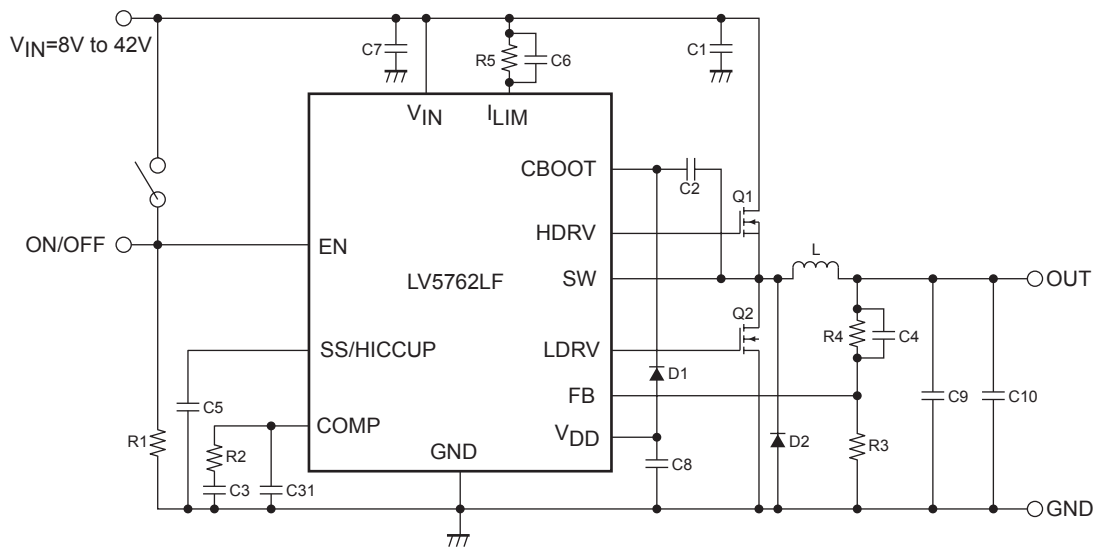 VIN=8V to 42V
C7
R5
C6
C1
VIN
ILIM
CBOOT
C2
Q1
HDRV
ON/OFF
EN
LV5762LF
SW
L
OUT
Q2
R4
C4
SS/HICCUP
LDRV
D1
FB
C5
C9
C10
COMP
VDD
R1
R2
GND
D2
R3
C8
C3
C31
GND